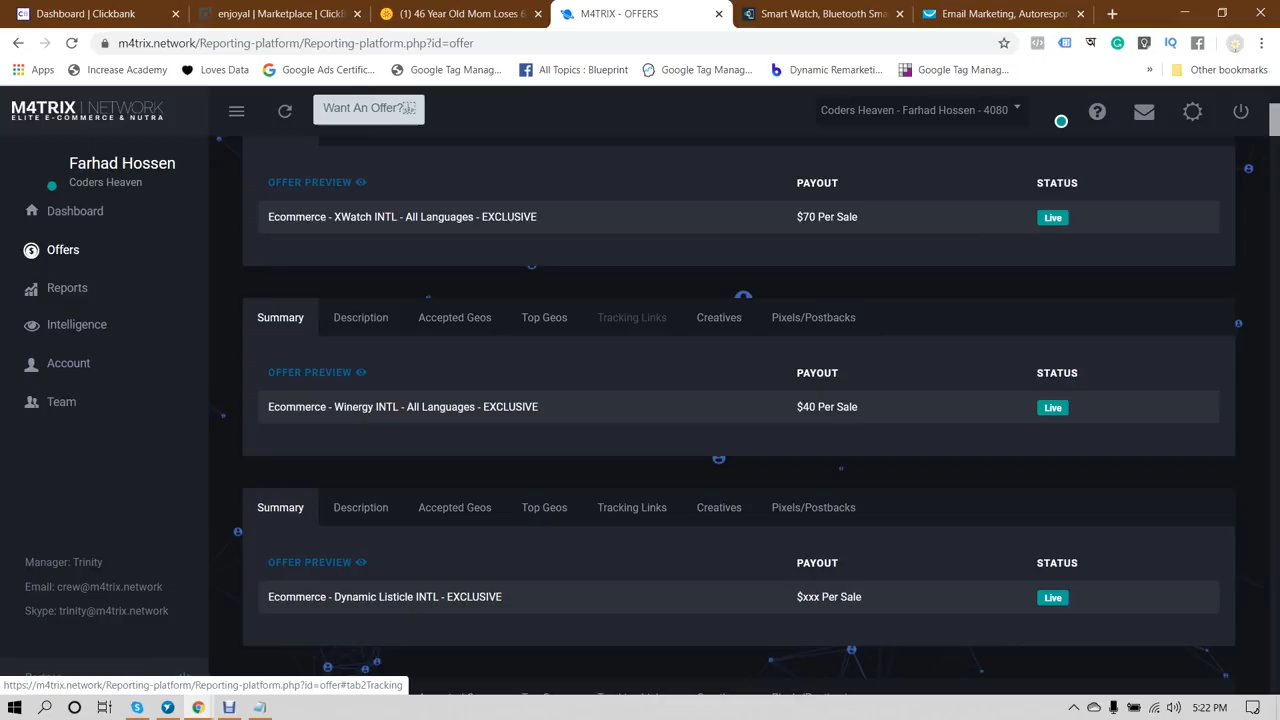 Dashboard | Clickbank
enjoyal | Marketplace | ClickB
(1) 46 Year Old Mom Loses 6
M4TRIX - OFFERS
Smart Watch, Bluetooth Sma
Email Marketing, Autorespor
m4trix.network/Reporting-platform/Reporting-platform.php?id=offer
Apps
Increase Academy
Loves Data
Google Ads Certific...
Google Tag Manag...
All Topics : Blueprint
Google Tag Manag...
Dynamic Remarketi...
Google Tag Manag...
»
Other bookmarks
M4TRIX | NETWORK
ELITE E-COMMERCE & NUTRA
Want An Offer?
Coders Heaven - Farhad Hossen - 4080
Farhad Hossen
Coders Heaven
Dashboard
Offers
Reports
Intelligence
Account
Team
Manager: Trinity
Email: crew@m4trix.network
Skype: trinity@m4trix.network
OFFER PREVIEW
PAYOUT
STATUS
Ecommerce - XWatch INTL - All Languages - EXCLUSIVE
$70 Per Sale
Live
Summary
Description
Accepted Geos
Top Geos
Tracking Links
Creatives
Pixels/Postbacks
OFFER PREVIEW
PAYOUT
STATUS
Ecommerce - Winergy INTL - All Languages - EXCLUSIVE
$40 Per Sale
Live
Summary
Description
Accepted Geos
Top Geos
Tracking Links
Creatives
Pixels/Postbacks
OFFER PREVIEW
PAYOUT
STATUS
Ecommerce - Dynamic Listicle INTL - EXCLUSIVE
$xxx Per Sale
Live
https://m4trix.network/Reporting-platform/Reporting-platform.php?id=offer#tab2Tracking
5:22 PM